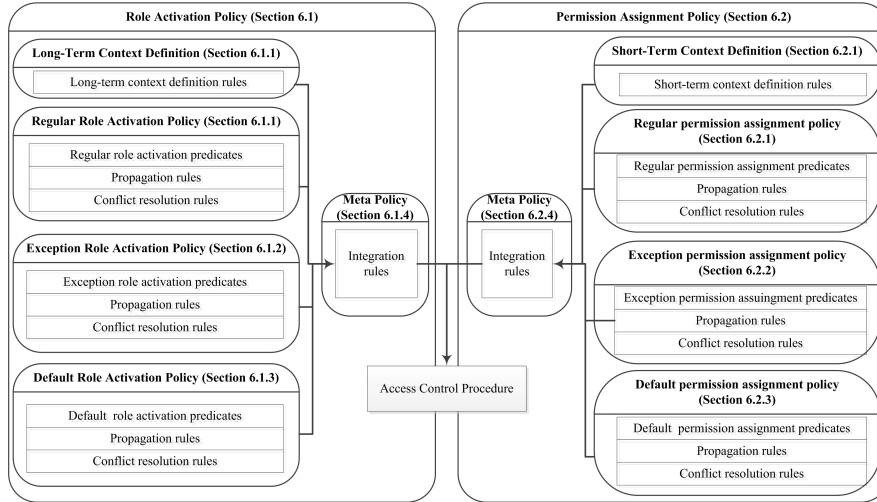 Role Activation Policy (Section 6.1)
Long-Term Context Definition (Section 6.1.1)
Long-term context definition rules
Regular Role Activation Policy (Section 6.1.1)
Regular role activation predicates
Propagation rules
Conflict resolution rules
Exception Role Activation Policy (Section 6.1.2)
Exception role activation predicates
Propagation rules
Conflict resolution rules
Default Role Activation Policy (Section 6.1.3)
Default role activation predicates
Propagation rules
Conflict resolution rules
Meta Policy
(Section 6.1.4)
Integration
rules
Permission Assignment Policy (Section 6.2)
Meta Policy
(Section 6.2.4)
Integration
rules
Short-Term Context Definition (Section 6.2.1)
Short-term context definition rules
Regular permission assignment policy
(Section 6.2.1)
Regular permission assignment predicates
Propagation rules
Conflict resolution rules
Exception permission assignment policy
(Section 6.2.2)
Exception permission assuingment predicates
Propagation rules
Conflict resolution rules
Default permission assignment policy
(Section 6.2.3)
Default permission assignment predicates
Propagation rules
Conflict resolution rules
Access Control Procedure